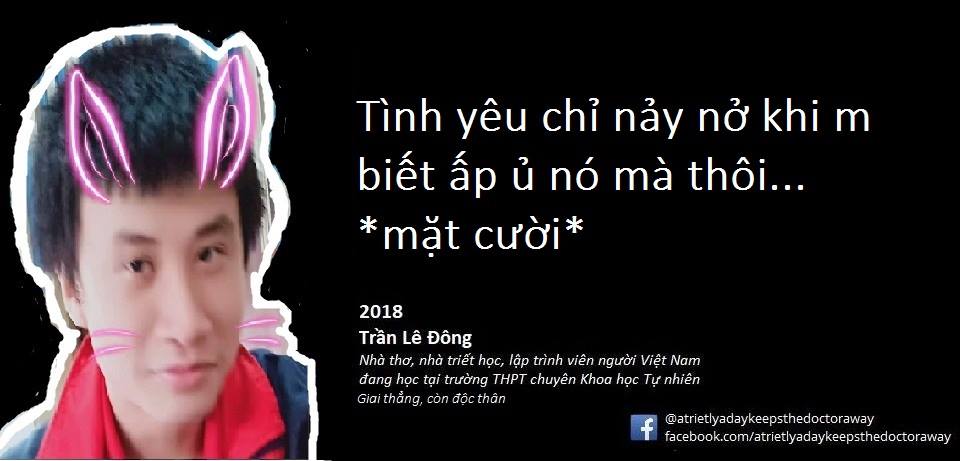 Tình yêu chỉ nảy nở khi m
biết ấp ủ nó mà thôi...
*mặt cười*
2018
Trần Lê Đông
Nhà thơ, nhà triết học, lập trình viên người Việt Nam
đang học tại trường THPT chuyên Khoa học Tự nhiên
Giai thẳng, còn độc thân
@atrietlyadaykeepsthedoctoraway
facebook.com/atrietlyadaykeepsthedoctoraway